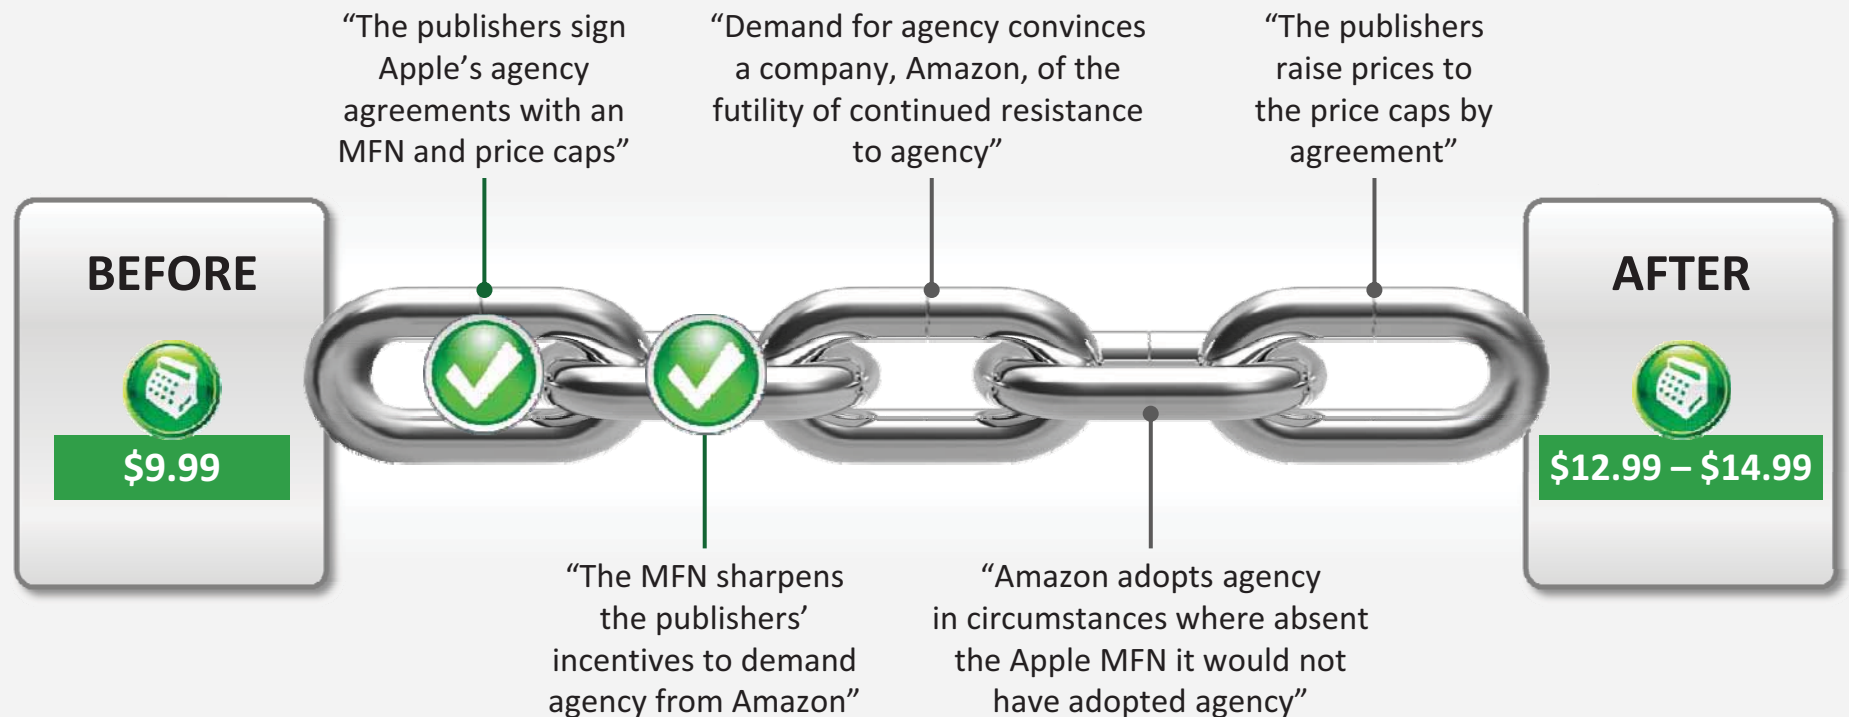 “The publishers sign
Apple’s agency
agreements with an
MFN and price caps”
“Demand for agency convinces
a company, Amazon, of the
futility of continued resistance
to agency”
“The publishers
raise prices to
the price caps by
agreement”
BEFORE
$9.99
AFTER
$12.99 – $14.99
“The MFN sharpens
the publishers’
incentives to demand
agency from Amazon”
“Amazon adopts agency
in circumstances where absent
the Apple MFN it would not
have adopted agency”